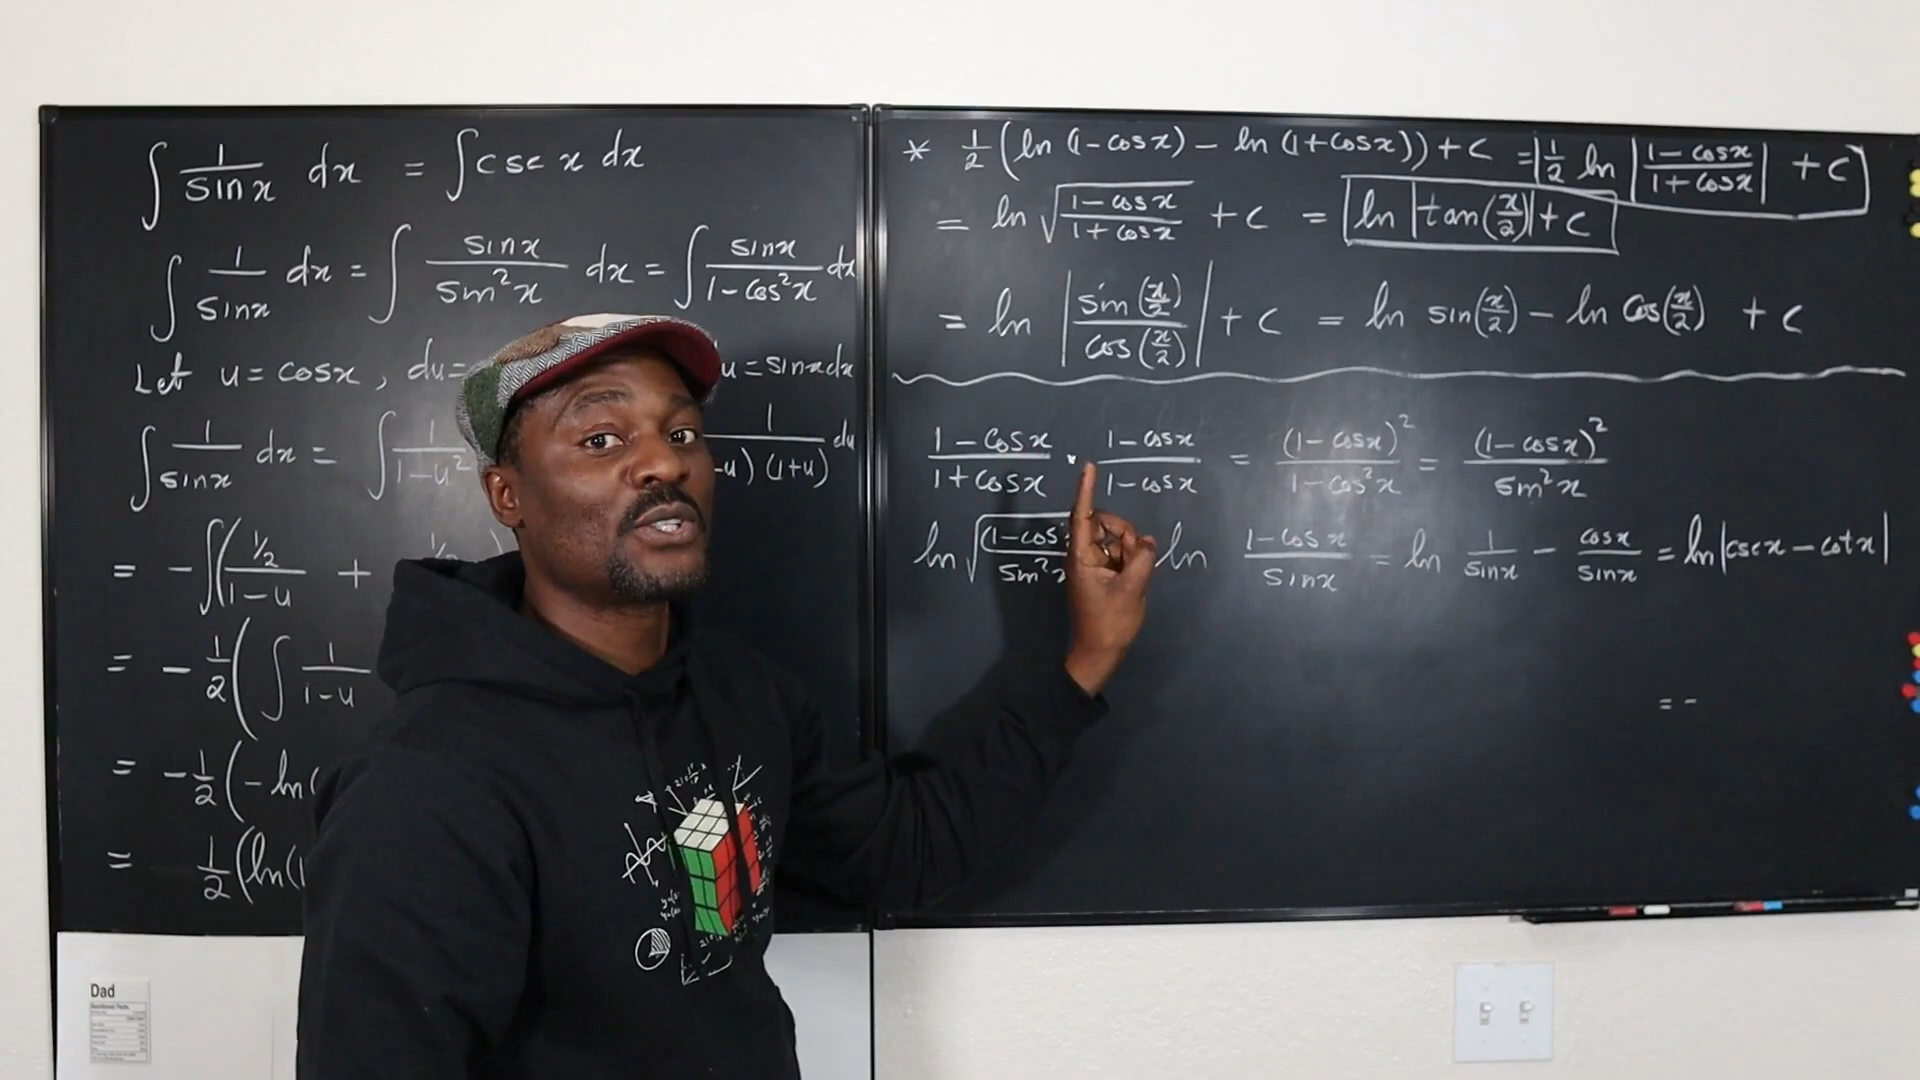 ∫ 1/sinx dx = ∫ csc x dx
∫ 1/sinx dx = ∫ sinx/sin²x dx = ∫ sinx/1-cos²x dx
Let u = cosx , du= u = sinxdx
∫ 1/sinx dx = ∫ 1/1-u² 1/-u) (1+u) du
= -∫( ½/1-u + ½
= -1/2( ∫ 1/1-u
= -1/2(-ln(
= 1/2(ln(1
* 1/2 (ln (1-cosx) - ln (1+cosx)) + C = 1/2 ln |1-cosx/1+cosx| + C
= ln √1-cosx/1+cosx + C = ln |tan(x/2)| + C
= ln |sin(x/2)/cos(x/2)| + C = ln sin(x/2) - ln cos(x/2) + C
1-cosx/1+cosx · 1-cosx/1-cosx = (1-cosx)²/1-cos²x = (1-cosx)²/sin²x
ln √(1-cosx/sin²x ln 1-cosx/sinx = ln 1/sinx - cosx/sinx = ln|cscx - cotx|
= -
Dad